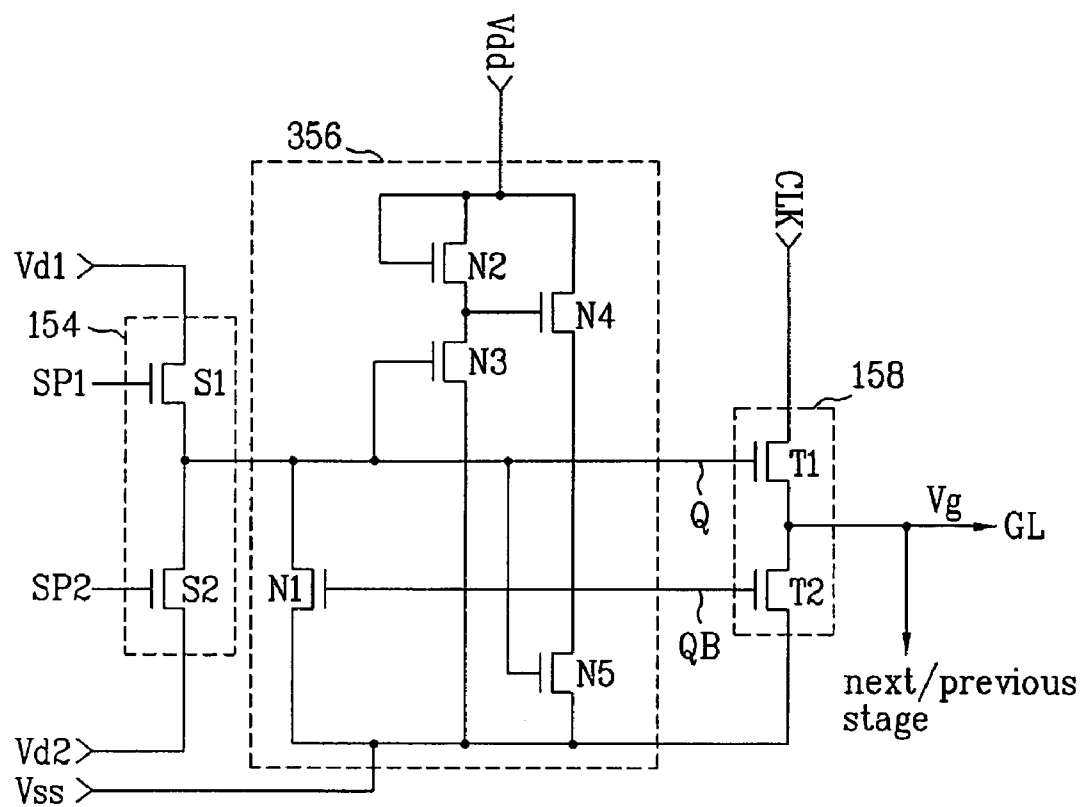 Vdd
356
CLK
Vd1
N2
154
N4
SP1
S1
N3
158
T1
Q
Vg
GL
SP2
S2
N1
T2
QB
N5
next/previous
stage
Vd2
Vss